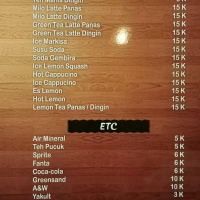 Teh Manis Dingin
Milo Latte Panas 15 K
Milo Latte Dingin 15 K
Green Tea Latte Panas 15 K
Green Tea Latte Dingin 15 K
Ice Markisa 15 K
Susu Soda 15 K
Soda Gembira 15 K
Ice Lemon Squash 15 K
Hot Cappucino 15 K
Ice Cappucino 15 K
Es Lemon 15 K
Hot Lemon 15 K
Lemon Tea Panas / Dingin 15 K
ETC
Air Mineral 5 K
Teh Pucuk 5 K
Sprite 6 K
Fanta 6 K
Coca-cola 6 K
Greensand 10 K
A&W 10 K
Yakult 3 K